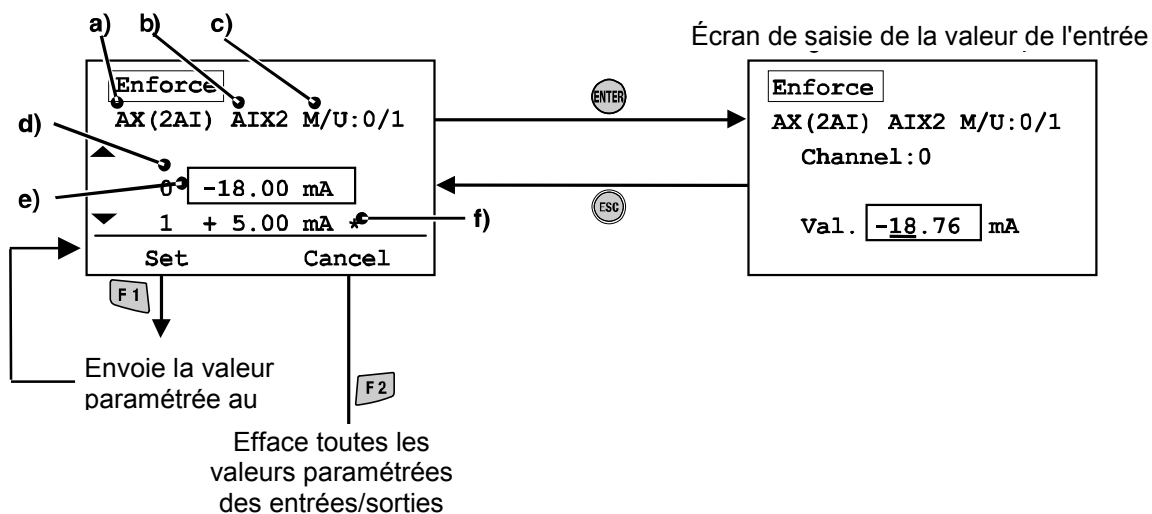 a) b) c)
Écran de saisie de la valeur de l'entrée
Enforce
AX(2AI) AIX2 M/U:0/1
d)
e)
0 -18.00 mA
1 + 5.00 mA *
f)
Set Cancel
ENTER
ESC
Enforce
AX(2AI) AIX2 M/U:0/1
Channel:0
Val. -18.76 mA
F1
Envoie la valeur
paramétrée au
F2
Efface toutes les
valeurs paramétrées
des entrées/sorties